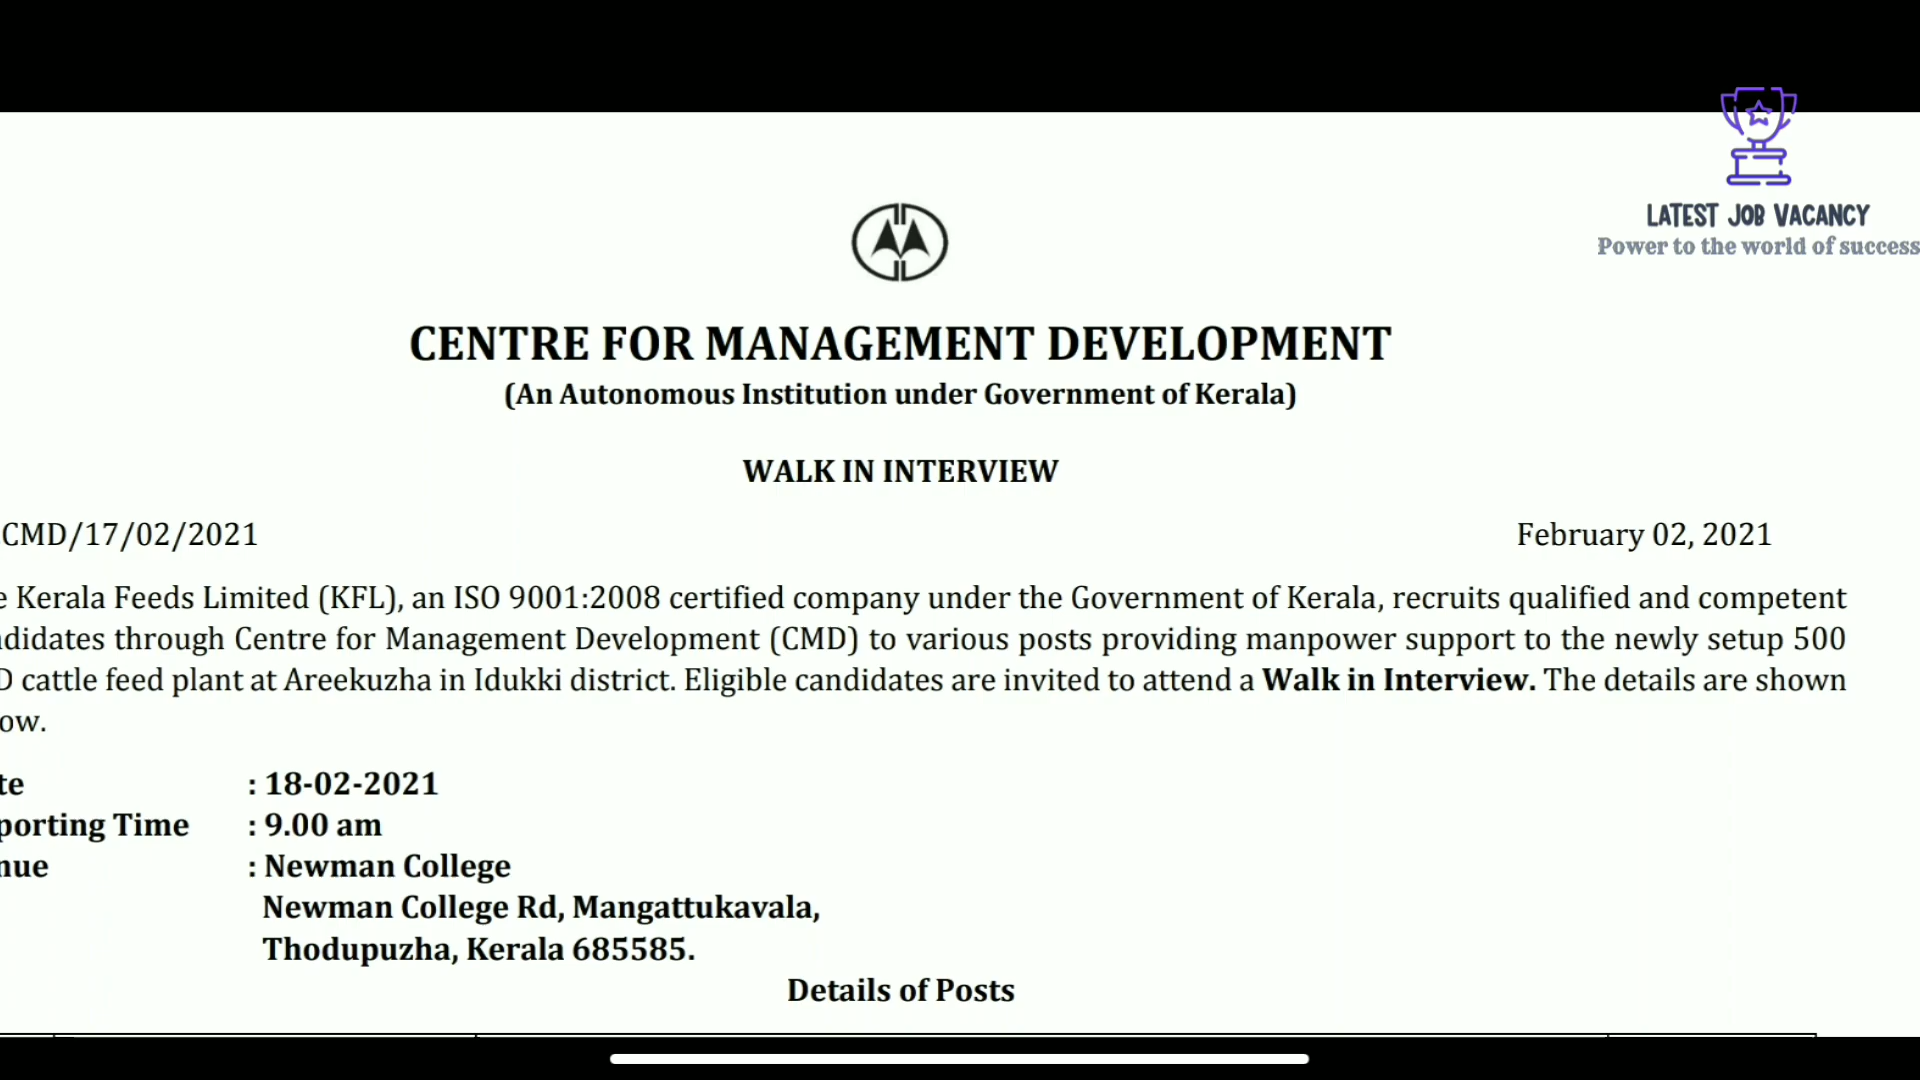 LATEST JOB VACANCY
Power to the world of success
CENTRE FOR MANAGEMENT DEVELOPMENT
(An Autonomous Institution under Government of Kerala)
WALK IN INTERVIEW
CMD/17/02/2021
February 02, 2021
Kerala Feeds Limited (KFL), an ISO 9001:2008 certified company under the Government of Kerala, recruits qualified and competent
didates through Centre for Management Development (CMD) to various posts providing manpower support to the newly setup 500
D cattle feed plant at Areekuzha in Idukki district. Eligible candidates are invited to attend a Walk in Interview. The details are shown
ow.
te : 18-02-2021
porting Time : 9.00 am
nue : Newman College
Newman College Rd, Mangattukavala,
Thodupuzha, Kerala 685585.
Details of Posts